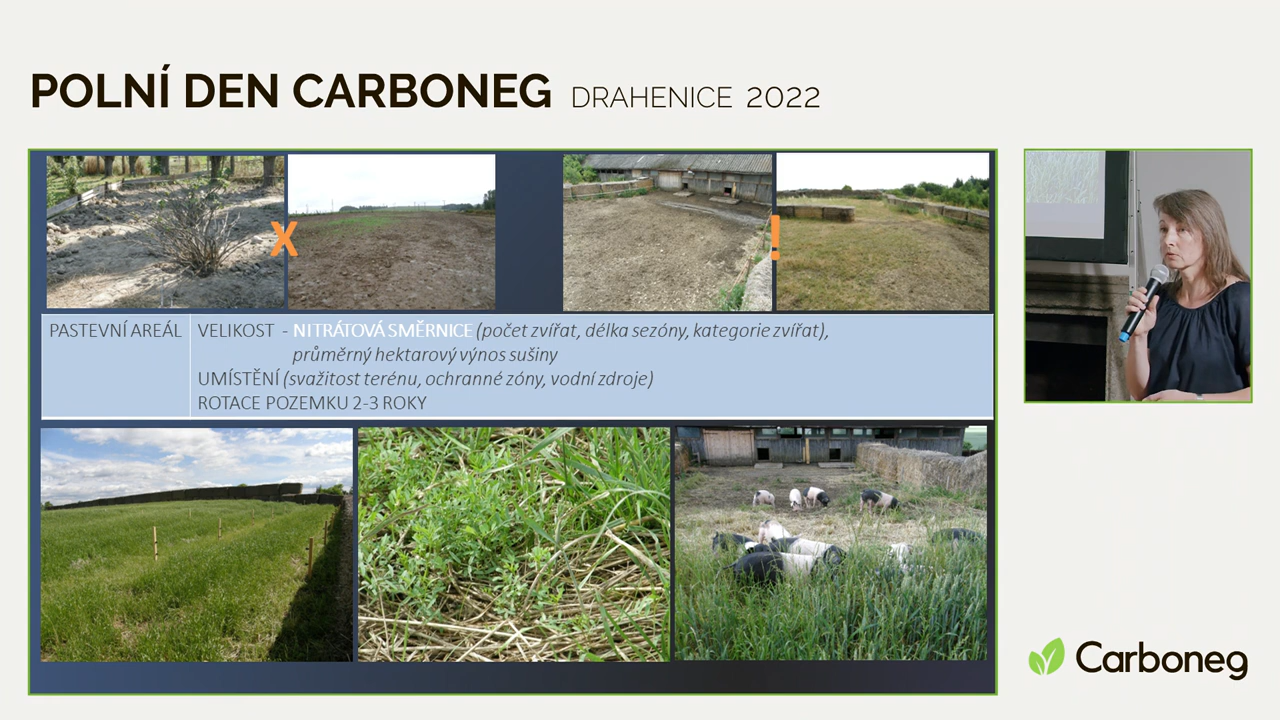 POLNÍ DEN CARBONEG DRAHENICE 2022
X
!
PASTEVNÍ AREÁL VELIKOST - NITRÁTOVÁ SMĚRNICE (počet zvířat, délka sezóny, kategorie zvířat),
průměrný hektarový výnos sušiny
UMÍSTĚNÍ (svažitost terénu, ochranné zóny, vodní zdroje)
ROTACE POZEMKU 2-3 ROKY
Carboneg